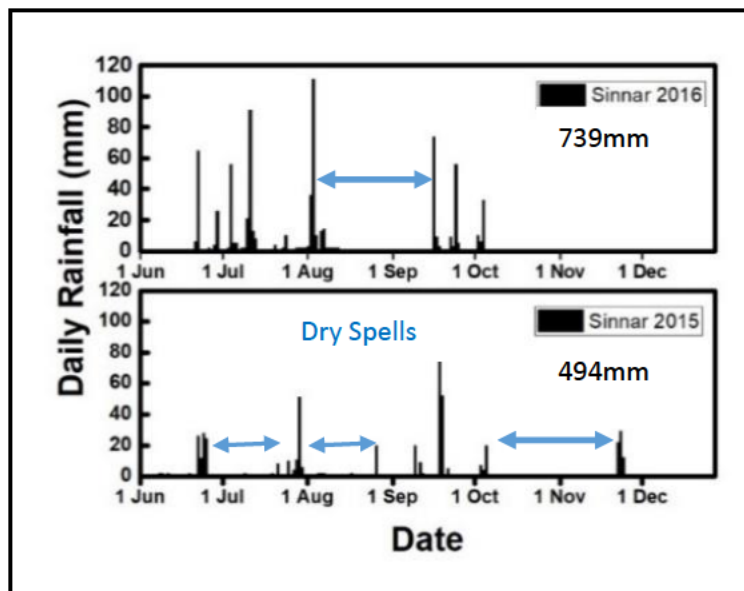 Daily Rainfall (mm)
120
100
80
60
40
20
0
Sinnar 2016
739mm
1 Jun
1 Jul
1 Aug
1 Sep
1 Oct
1 Nov
1 Dec
120
100
80
60
40
20
0
Dry Spells
Sinnar 2015
494mm
1 Jun
1 Jul
1 Aug
1 Sep
1 Oct
1 Nov
1 Dec
Date